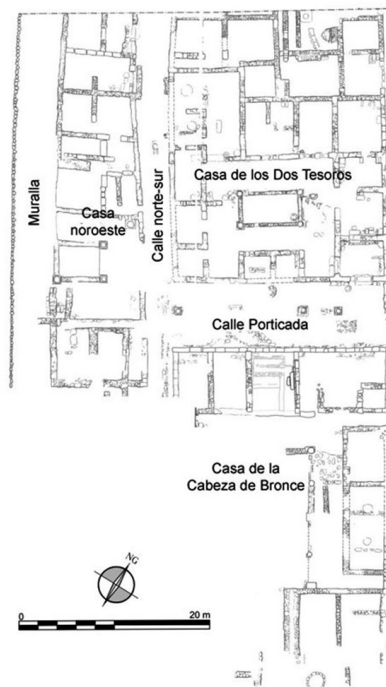 Muralla
Casa
noroeste
Calle norte-sur
Casa de los Dos Tesoros
Calle Porticada
Casa de la
Cabeza de Bronce
NG
0 20 m